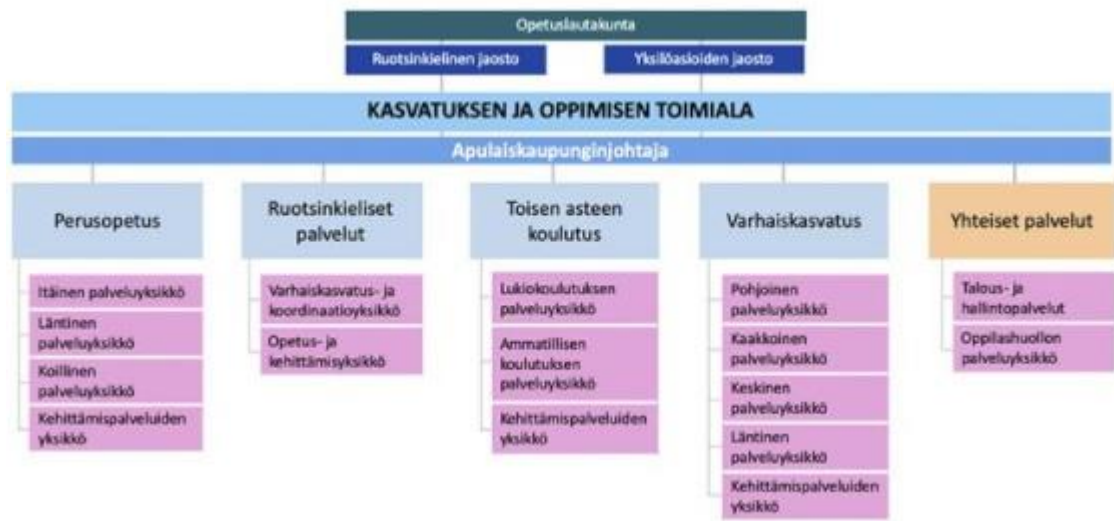 Opetuslautakunta
Ruotsinkielinen jaosto
Yksilöasioiden jaosto
KASVATUKSEN JA OPPIMISEN TOIMIALA
Apulaiskaupunginjohtaja
Perusopetus
Itäinen palveluyksikkö
Läntinen
palveluyksikkö
Koillinen
palveluyksikkö
Kehittämispalveluiden
yksikkö
Ruotsinkieliset
palvelut
Varhaiskasvatus- ja
koordinaatioyksikkö
Opetus- ja
kehittämisyksikkö
Toisen asteen
koulutus
Lukiokoulutuksen
palveluyksikkö
Ammatillisen
koulutuksen
palveluyksikkö
Kehittämispalveluiden
yksikkö
Varhaiskasvatus
Pohjoinen
palveluyksikkö
Kaakkoinen
palveluyksikkö
Keskinen
palveluyksikkö
Läntinen
palveluyksikkö
Kehittämispalveluiden
yksikkö
Yhteiset palvelut
Talous- ja
hallintopalvelut
Oppilashuollon
palveluyksikkö